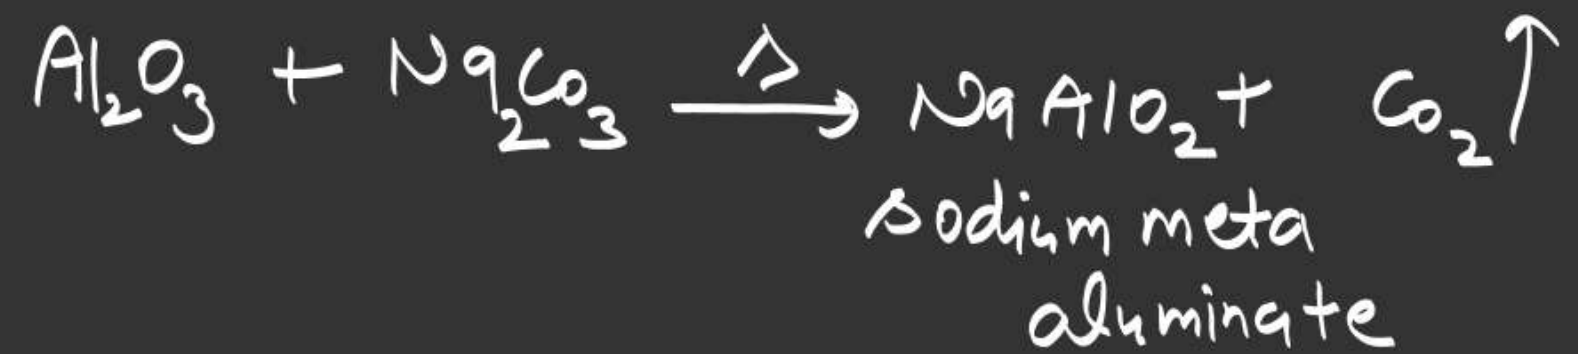 Al₂O₃ + Na₂CO₃ —Δ→ NaAlO₂ + CO₂↑
sodium meta
aluminate